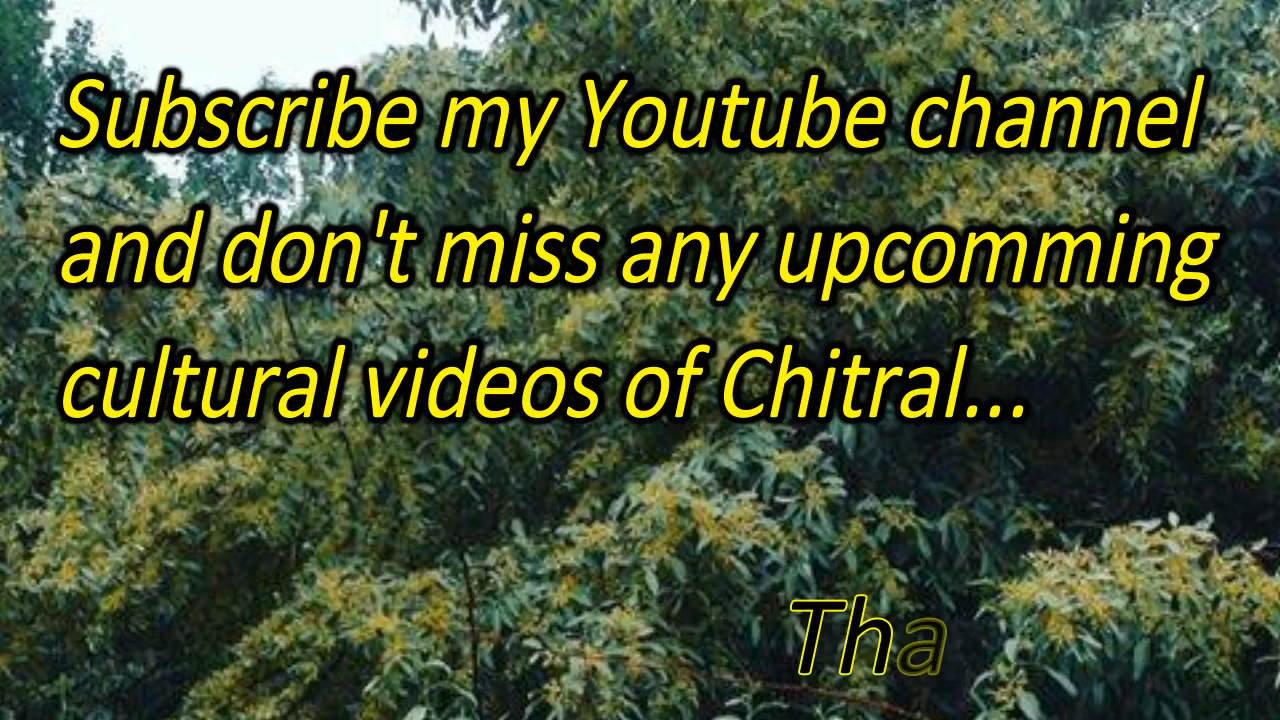 Subscribe my Youtube channel
and don't miss any upcomming
cultural videos of Chitral...
Tha